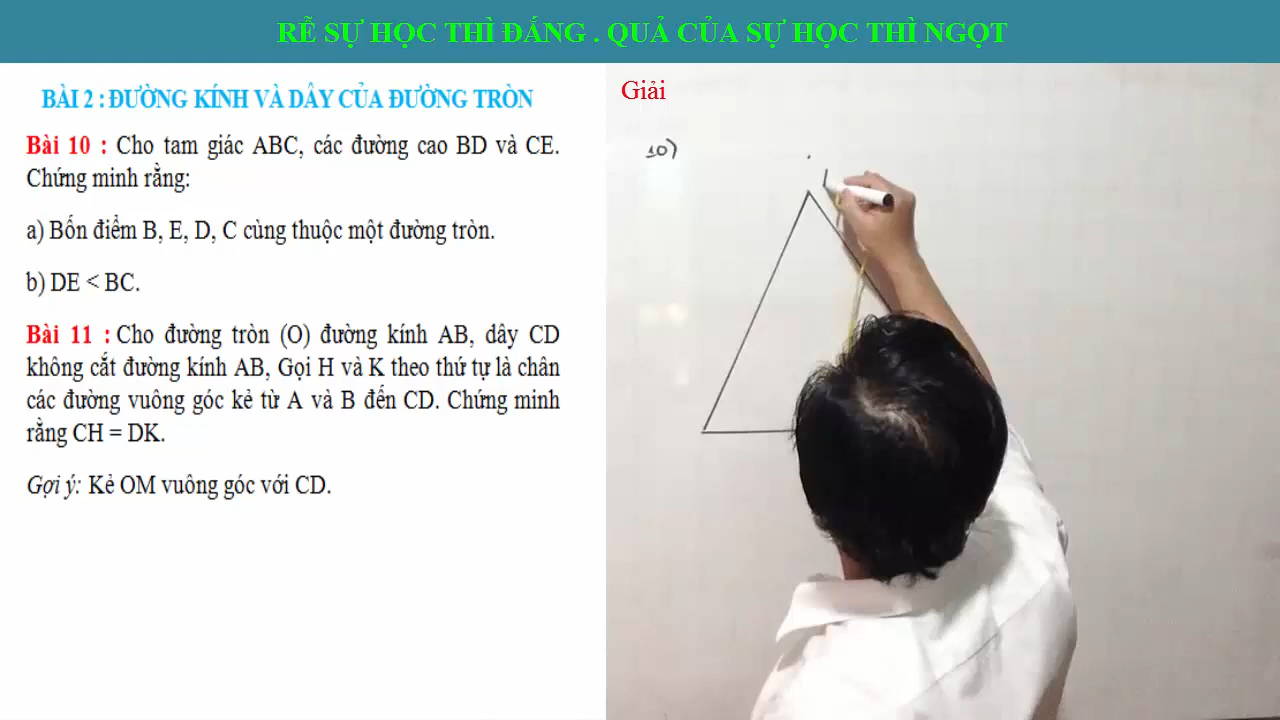 RỄ SỰ HỌC THÌ ĐẮNG . QUẢ CỦA SỰ HỌC THÌ NGỌT
BÀI 2 : ĐƯỜNG KÍNH VÀ DÂY CỦA ĐƯỜNG TRÒN
Bài 10 : Cho tam giác ABC, các đường cao BD và CE.
Chứng minh rằng:
a) Bốn điểm B, E, D, C cùng thuộc một đường tròn.
b) DE < BC.
Bài 11 : Cho đường tròn (O) đường kính AB, dây CD
không cắt đường kính AB, Gọi H và K theo thứ tự là chân
các đường vuông góc kẻ từ A và B đến CD. Chứng minh
rằng CH = DK.
Gợi ý: Kẻ OM vuông góc với CD.
Giải
10)